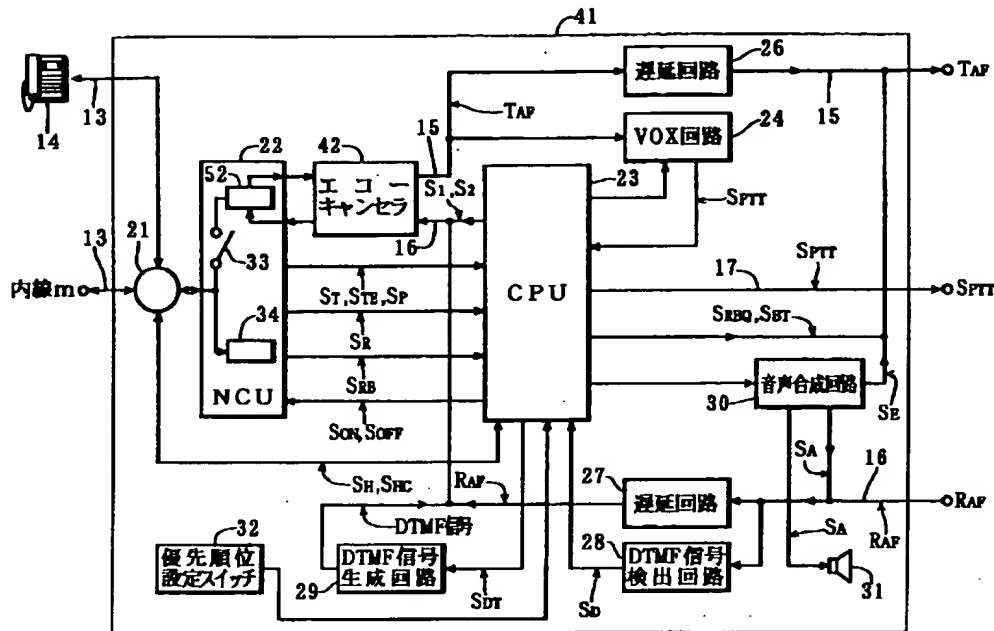 41
14
13
26
遅延回路
15
TAF
TAF
24
VOX回路
15
22
42
52
エコー
キャンセラ
S1,S2
16
23
SPTT
13
21
内線m
33
CPU
17
SPTT
SPTT
ST,STE,SP
SR
34
SRB
NCU
SON,SOFF
SRBQ,SBT
音声合成回路
30
SE
SH,SHC
RAF
27
遅延回路
SA
16
RAF
RAF
DTMF信号
SA
32
優先順位
設定スイッチ
29
DTMF信号
生成回路
SDT
28
DTMF信号
検出回路
SD
31